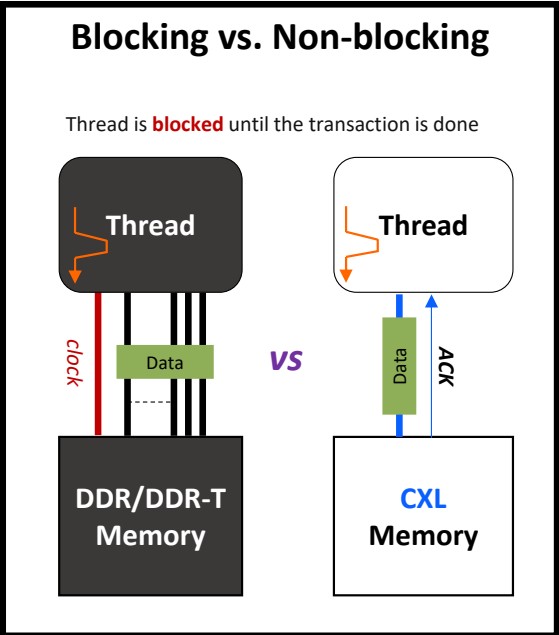 Blocking vs. Non-blocking
Thread is blocked until the transaction is done
Thread
Thread
clock
Data
vs
Data
ACK
DDR/DDR-T
Memory
CXL
Memory